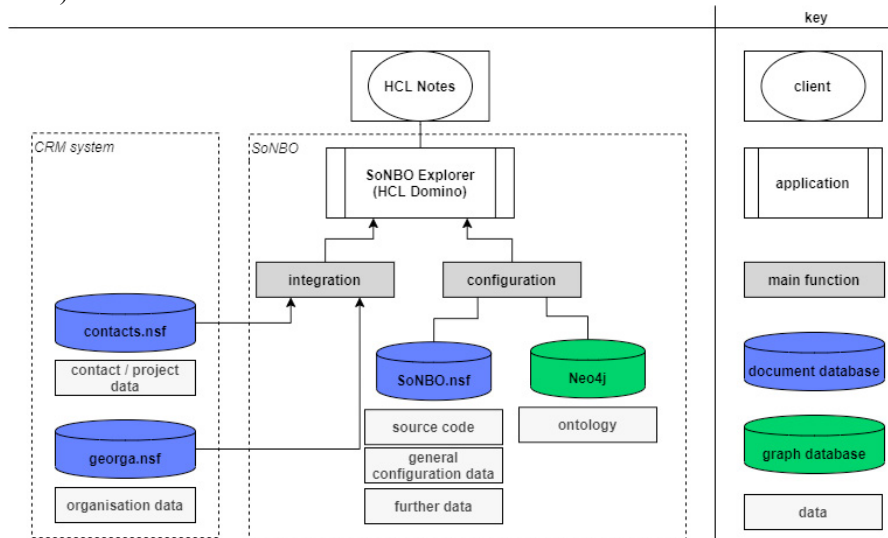 )
key
HCL Notes
client
CRM system
SoNBO
SoNBO Explorer
(HCL Domino)
application
integration
configuration
main function
contacts.nsf
contact / project
data
SoNBO.nsf
Neo4j
document database
source code
ontology
general
configuration data
georga.nsf
graph database
organisation data
further data
data